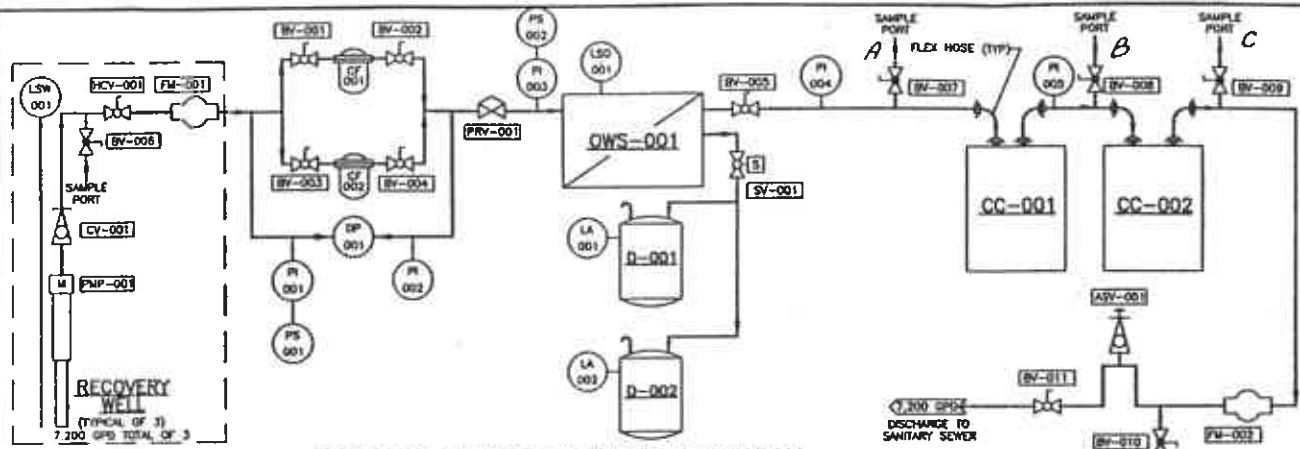 LSW
001
HCV-001
FM-001
BV-006
SAMPLE
PORT
CV-001
M
PMP-001
RECOVERY
WELL
(TYPICAL OF 3)
7,200 GPD TOTAL OF 3
BV-001
BV-002
CF
001
BV-003
CF
002
BV-004
DP
001
PI
001
PI
002
PS
001
PRV-001
PS
002
PI
003
LSO
001
OWS-001
BV-005
S
SV-001
LA
001
D-001
LA
002
D-002
PI
004
SAMPLE
PORT
A
BV-007
FLEX HOSE (TYP)
PI
005
SAMPLE
PORT
B
BV-008
SAMPLE
PORT
C
BV-009
CC-001
CC-002
ASV-001
BV-011
7,200 GPD
DISCHARGE TO
SANITARY SEWER
BV-010
FM-002